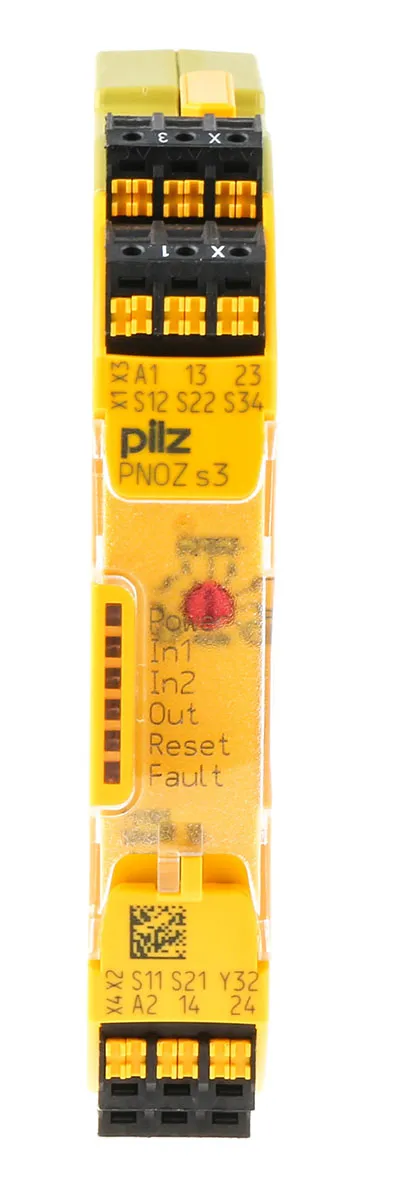 3 X
1 X
X3 A1 13 23
X1 S12 S22 S34
pilz
PNOZ s3
Power
In1
In2
Out
Reset
Fault
X2 S11 S21 Y32
X4 A2 14 24